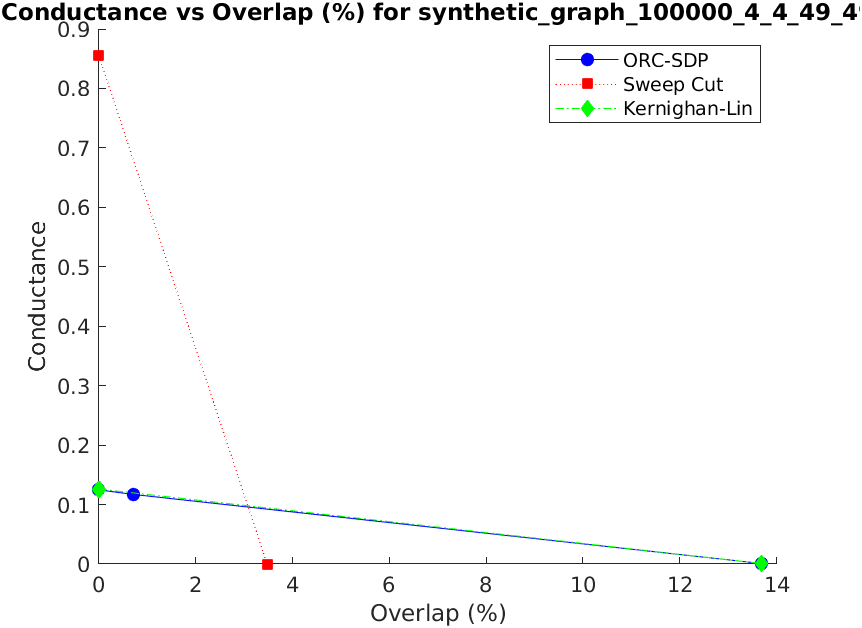 Conductance vs Overlap (%) for synthetic_graph_100000_4_4_49_49
0.9
0.8
0.7
0.6
0.5
0.4
0.3
0.2
0.1
0
Conductance
ORC-SDP
Sweep Cut
Kernighan-Lin
0 2 4 6 8 10 12 14
Overlap (%)